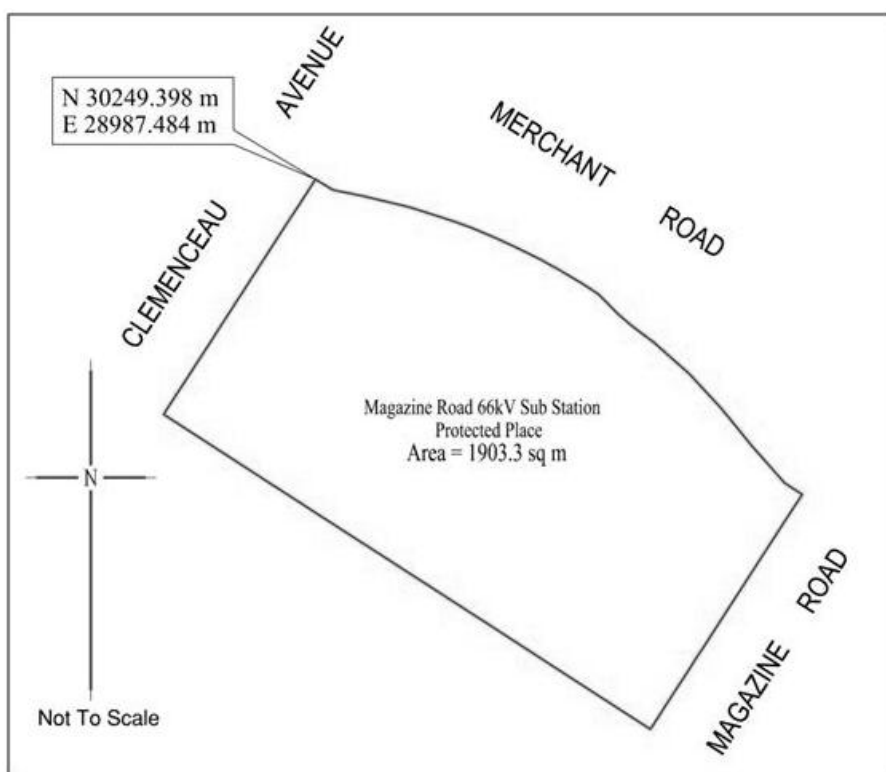 N 30249.398 m
E 28987.484 m
CLEMENCEAU AVENUE
MERCHANT ROAD
Magazine Road 66kV Sub Station
Protected Place
Area = 1903.3 sq m
N
MAGAZINE ROAD
Not To Scale